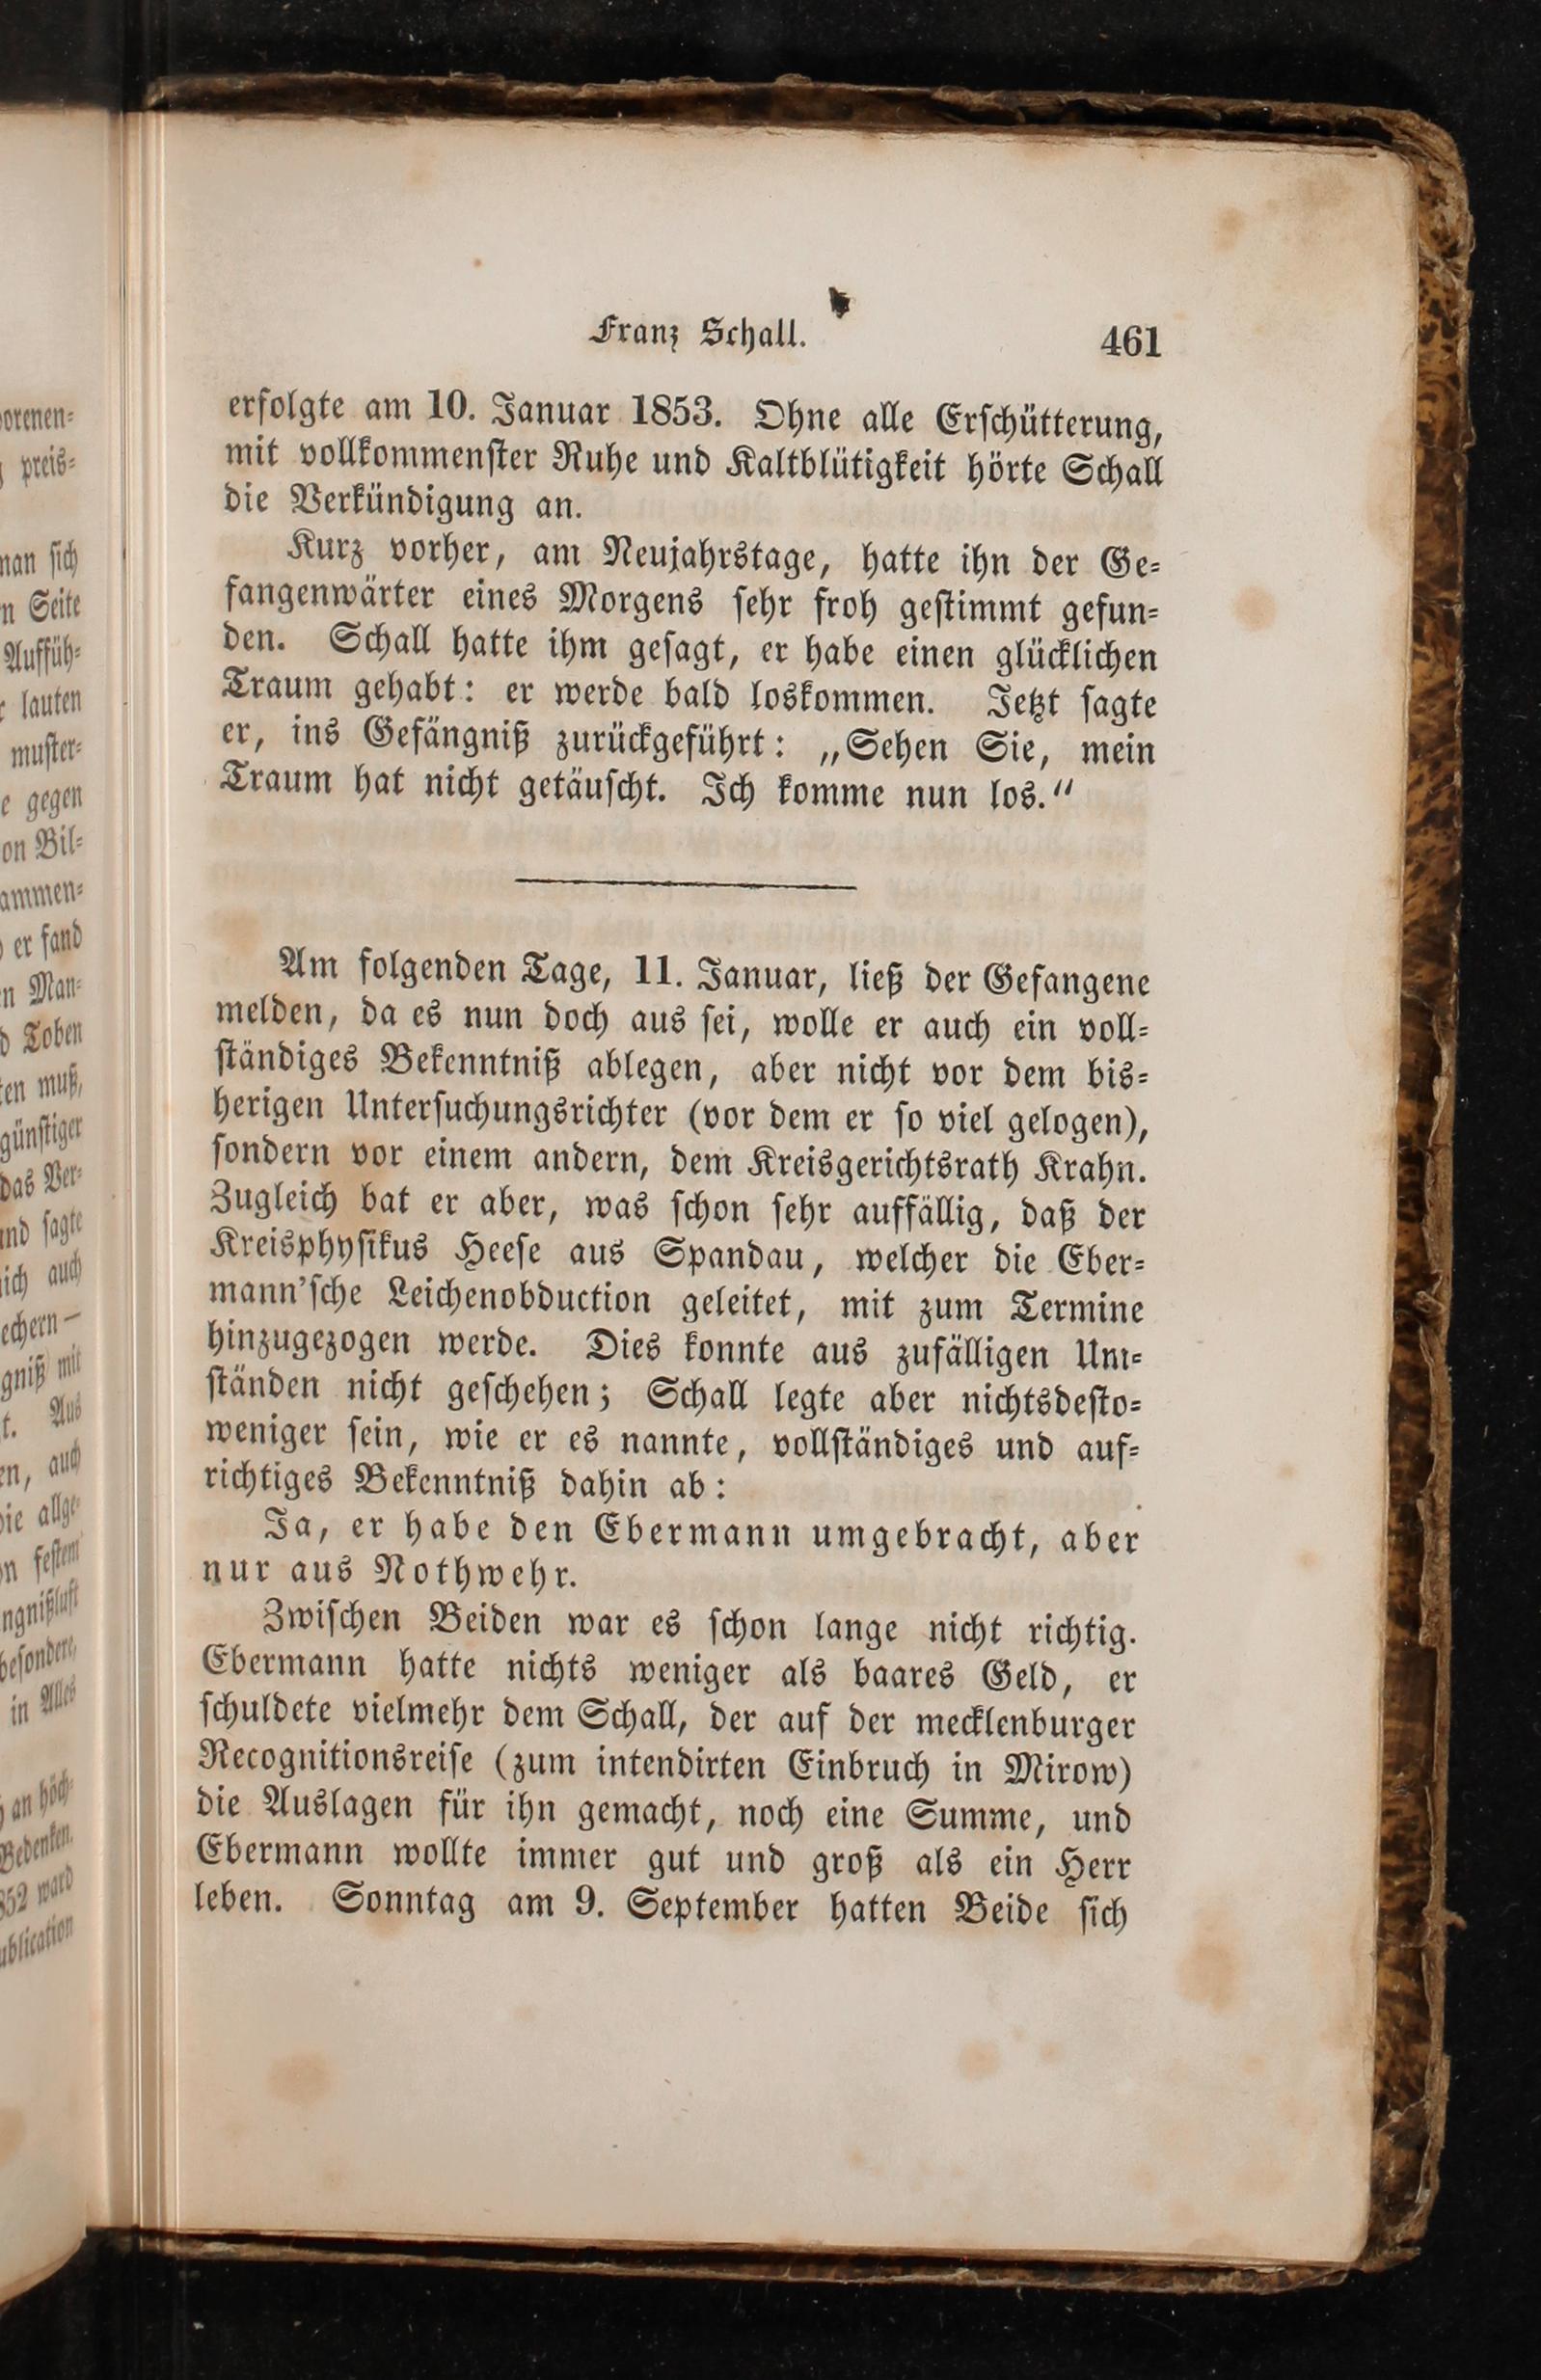 Franz Schall. 461
erfolgte am 10. Januar 1853. Ohne alle Erschütterung,
mit vollkommenster Ruhe und Kaltblütigkeit hörte Schall
die Verkündigung an.
Kurz vorher, am Neujahrstage, hatte ihn der Ge-
fangenwärter eines Morgens sehr froh gestimmt gefun-
den. Schall hatte ihm gesagt, er habe einen glücklichen
Traum gehabt: er werde bald loskommen. Jetzt sagte
er, ins Gefängniß zurückgeführt: „Sehen Sie, mein
Traum hat nicht getäuscht. Ich komme nun los.“
Am folgenden Tage, 11. Januar, ließ der Gefangene
melden, da es nun doch aus sei, wolle er auch ein voll-
ständiges Bekenntniß ablegen, aber nicht vor dem bis-
herigen Untersuchungsrichter (vor dem er so viel gelogen),
sondern vor einem andern, dem Kreisgerichtsrath Krahn.
Zugleich bat er aber, was schon sehr auffällig, daß der
Kreisphysikus Heese aus Spandau, welcher die Eber-
mann’sche Leichenobduction geleitet, mit zum Termine
hinzugezogen werde. Dies konnte aus zufälligen Um-
ständen nicht geschehen; Schall legte aber nichtsdesto-
weniger sein, wie er es nannte, vollständiges und auf-
richtiges Bekenntniß dahin ab:
Ja, er habe den Ebermann umgebracht, aber
nur aus Nothwehr.
Zwischen Beiden war es schon lange nicht richtig.
Ebermann hatte nichts weniger als baares Geld, er
schuldete vielmehr dem Schall, der auf der mecklenburger
Recognitionsreise (zum intendirten Einbruch in Mirow)
die Auslagen für ihn gemacht, noch eine Summe, und
Ebermann wollte immer gut und groß als ein Herr
leben. Sonntag am 9. September hatten Beide sich